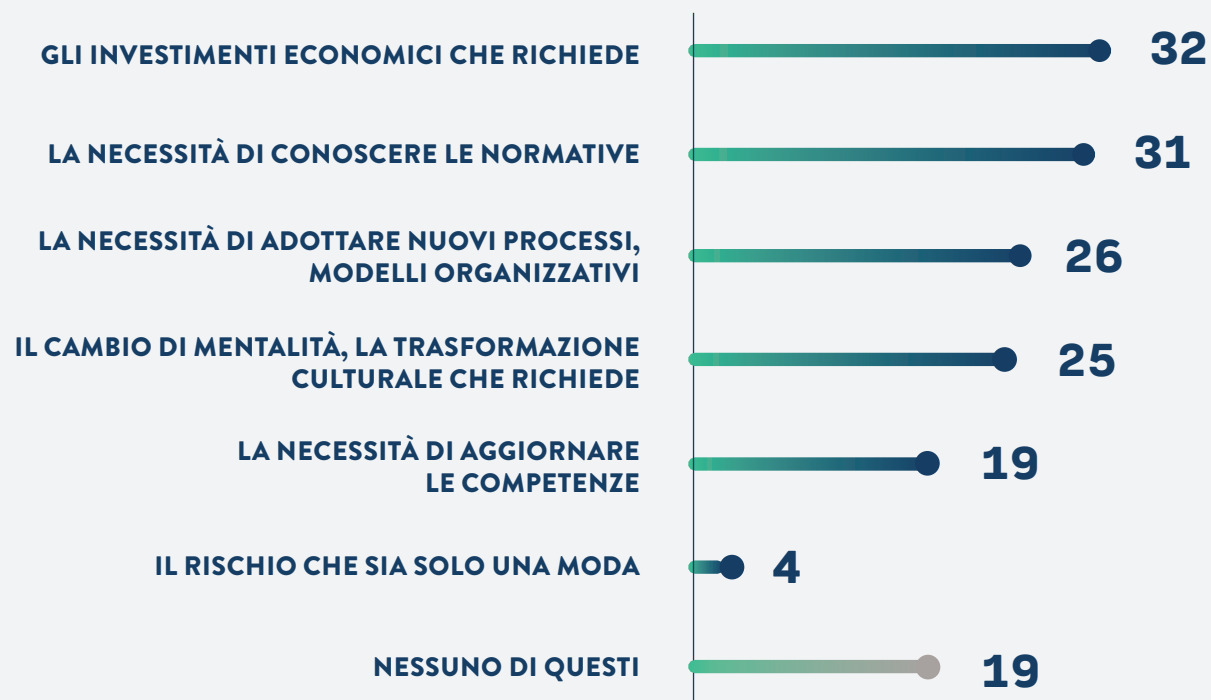 GLI INVESTIMENTI ECONOMICI CHE RICHIEDE 32
LA NECESSITÀ DI CONOSCERE LE NORMATIVE 31
LA NECESSITÀ DI ADOTTARE NUOVI PROCESSI,
MODELLI ORGANIZZATIVI 26
IL CAMBIO DI MENTALITÀ, LA TRASFORMAZIONE
CULTURALE CHE RICHIEDE 25
LA NECESSITÀ DI AGGIORNARE
LE COMPETENZE 19
IL RISCHIO CHE SIA SOLO UNA MODA 4
NESSUNO DI QUESTI 19